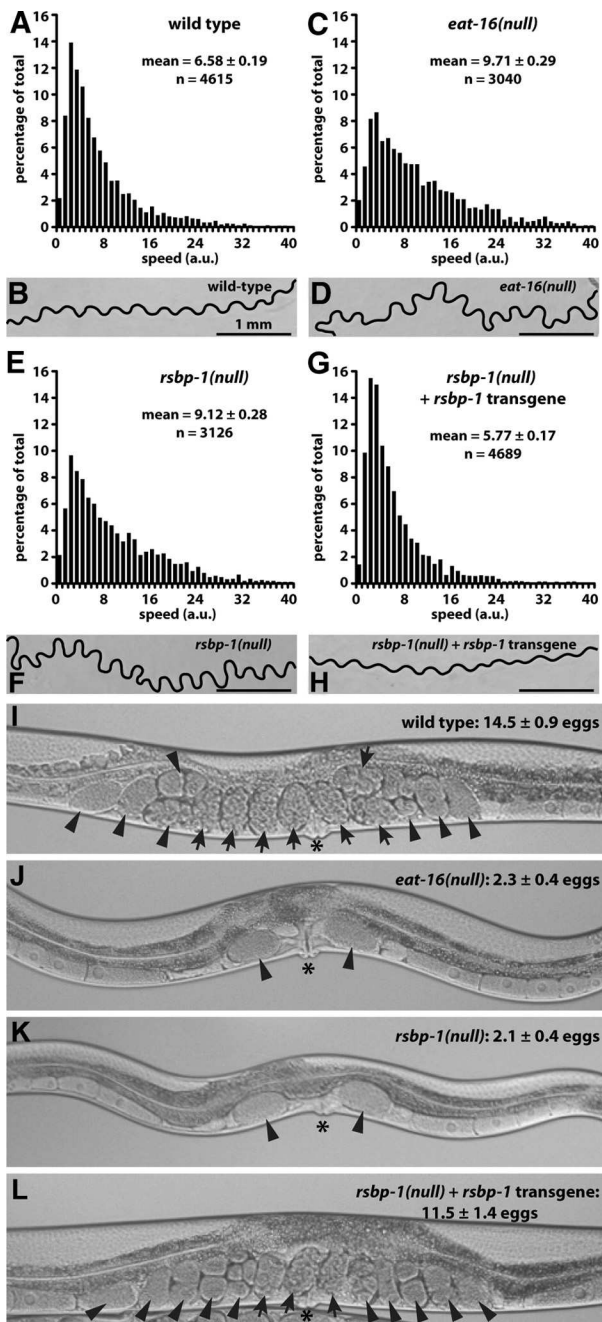 A
wild type
mean = 6.58 ± 0.19
n = 4615
percentage of total
16
14
12
10
8
6
4
2
0
0 8 16 24 32 40
speed (a.u.)
C
eat-16(null)
mean = 9.71 ± 0.29
n = 3040
percentage of total
16
14
12
10
8
6
4
2
0
0 8 16 24 32 40
speed (a.u.)
B
wild-type
1 mm
D
eat-16(null)
E
rsbp-1(null)
mean = 9.12 ± 0.28
n = 3126
percentage of total
16
14
12
10
8
6
4
2
0
0 8 16 24 32 40
speed (a.u.)
G
rsbp-1(null)
+ rsbp-1 transgene
mean = 5.77 ± 0.17
n = 4689
percentage of total
16
14
12
10
8
6
4
2
0
0 8 16 24 32 40
speed (a.u.)
F
rsbp-1(null)
H
rsbp-1(null) + rsbp-1 transgene
I
wild type: 14.5 ± 0.9 eggs
*
J
eat-16(null): 2.3 ± 0.4 eggs
*
K
rsbp-1(null): 2.1 ± 0.4 eggs
*
L
rsbp-1(null) + rsbp-1 transgene:
11.5 ± 1.4 eggs
*